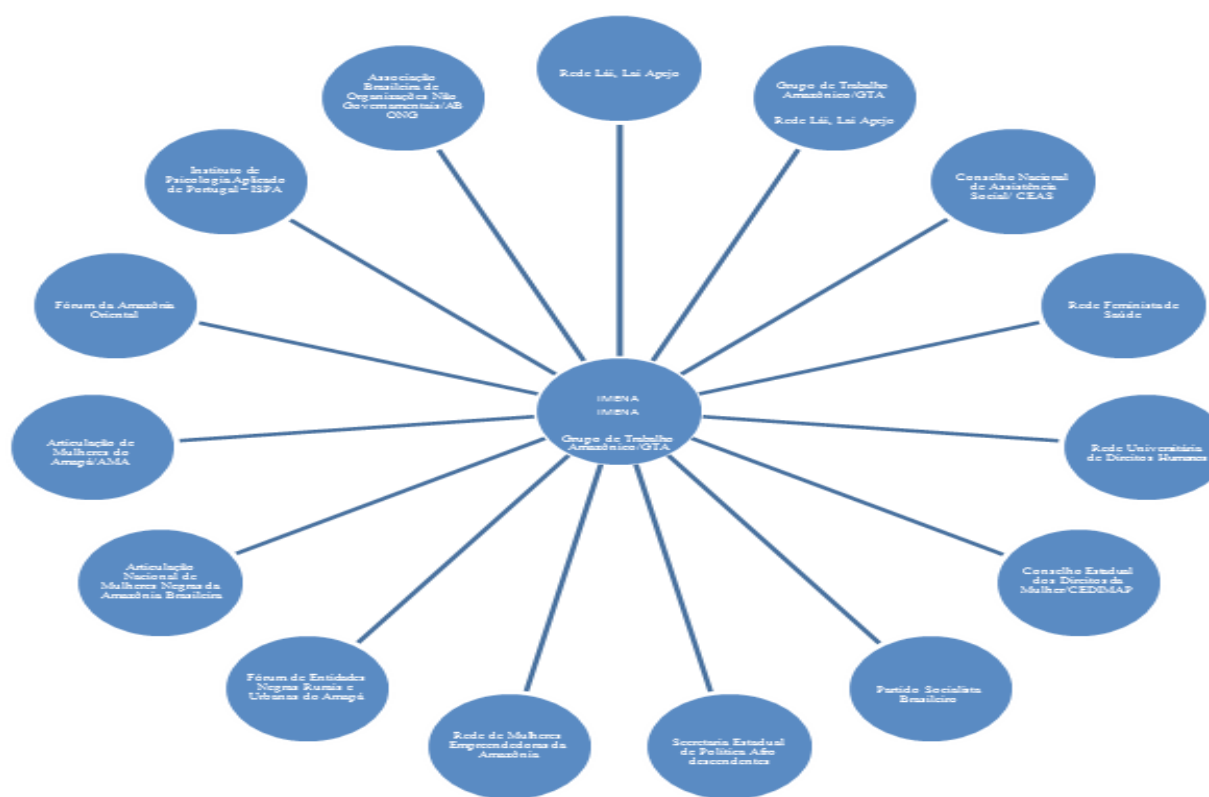 Rede Lái, Lai Apejo
Grupo de Trabalho
Amazônico/GTA
Rede Lái, Lai Apejo
Conselho Nacional
de Assistência
Social/ CEAS
Rede Feminista de
Saúde
Rede Universitária
de Direitos Humanos
Conselho Estadual
dos Direitos da
Mulher/CEDIMAP
Partido Socialista
Brasileiro
Secretaria Estadual
de Política Afro
descendentes
Rede de Mulheres
Empreendedoras da
Amazônia
Fórum de Entidades
Negras Rurais e
Urbanas do Amapá
Articulação
Nacional de
Mulheres Negras da
Amazônia Brasileira
Articulação de
Mulheres do
Amapá/AMA
Fórum da Amazônia
Oriental
Instituto de
Psicologia Aplicado
de Portugal – ISPA
Associação
Brasileira de
Organizações Não
Governamentais/AB
ONG
IMENA
IMENA
Grupo de Trabalho
Amazônico/GTA